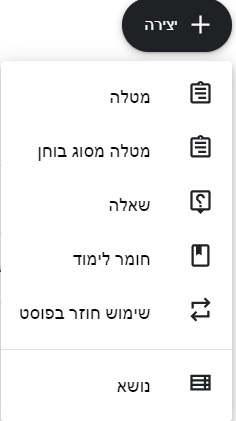 יצירה
מטלה
מטלה מסוג בוחן
שאלה
חומר לימוד
שימוש חוזר בפוסט
נושא